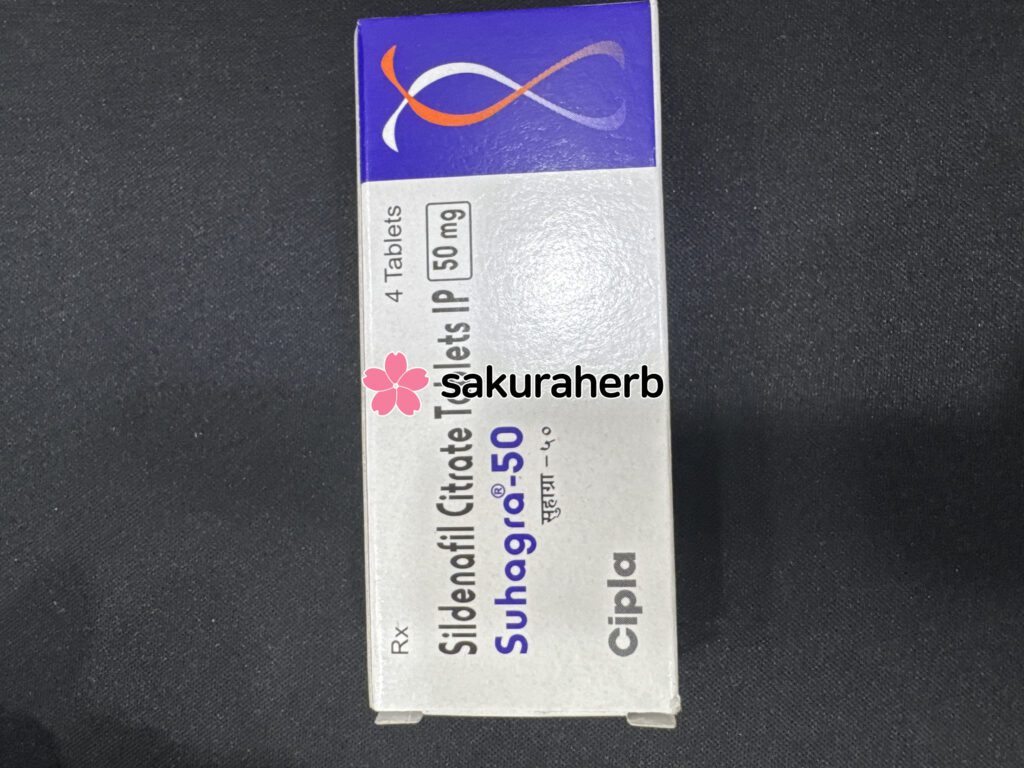 Rx 4 Tablets
Sildenafil Citrate Tablets IP 50 mg
Suhagra®-50
सुहाग्रा – ५०
Cipla
sakuraherb